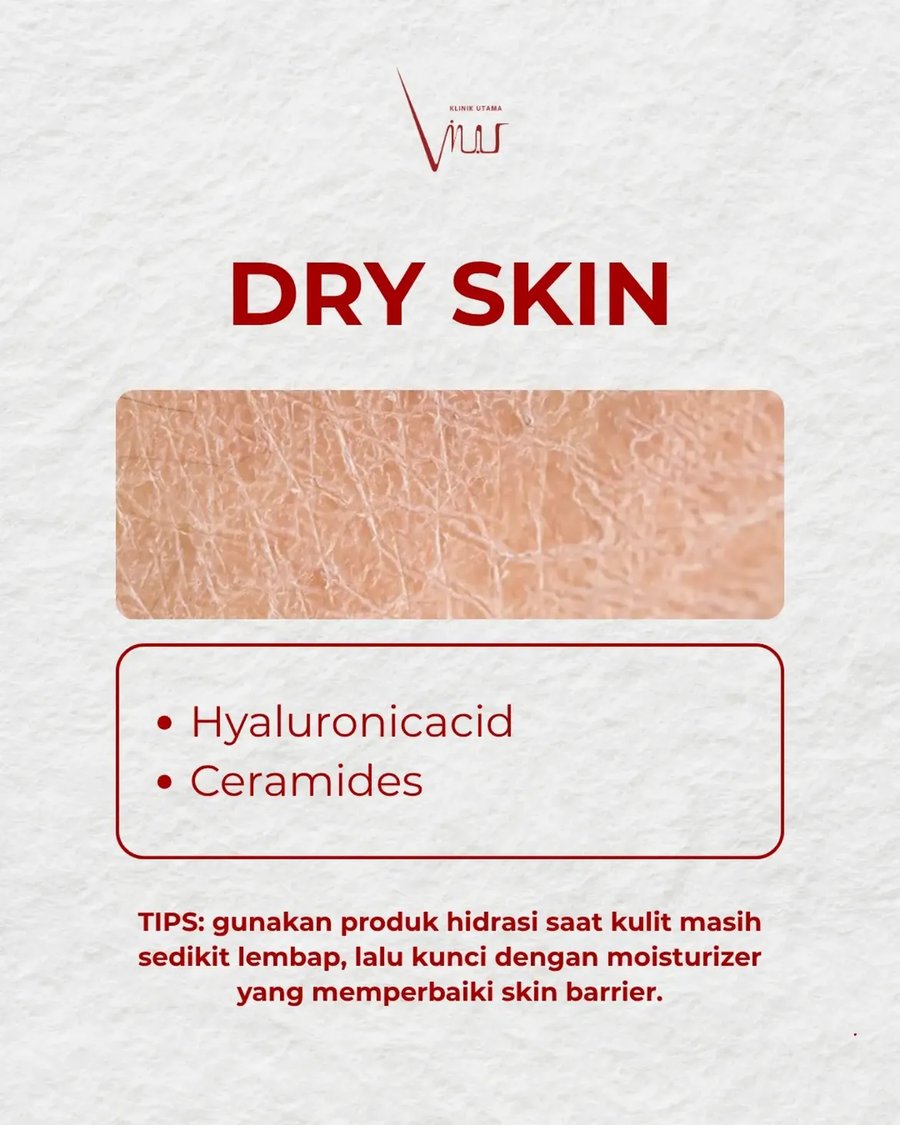 KLINIK UTAMA
DRY SKIN
• Hyaluronicacid
• Ceramides
TIPS: gunakan produk hidrasi saat kulit masih
sedikit lembap, lalu kunci dengan moisturizer
yang memperbaiki skin barrier.